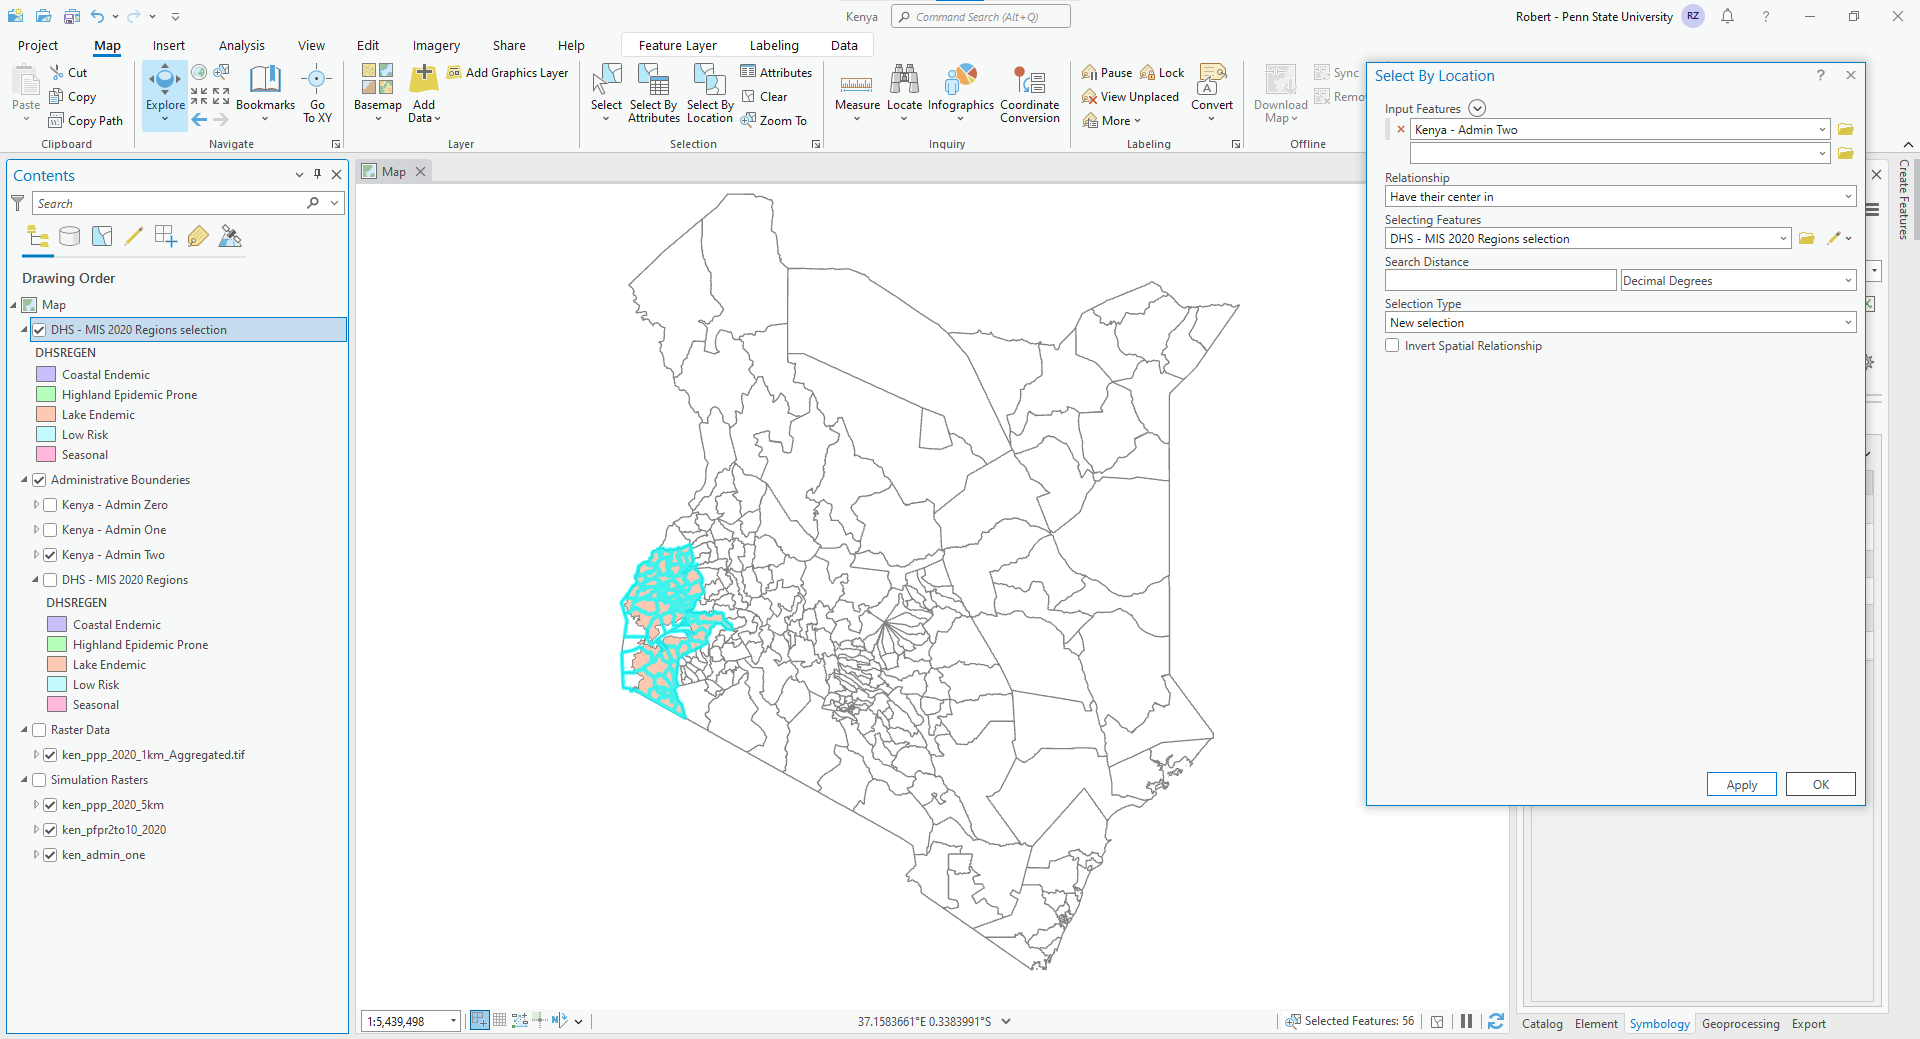 Kenya
Command Search (Alt+Q)
Robert - Penn State University
RZ
?
Project
Map
Insert
Analysis
View
Edit
Imagery
Share
Help
Feature Layer
Labeling
Data
Paste
Cut
Copy
Copy Path
Clipboard
Explore
Bookmarks
Go
To XY
Navigate
Basemap
Add
Data
Add Graphics Layer
Layer
Select
Select By
Attributes
Select By
Location
Attributes
Clear
Zoom To
Selection
Measure
Locate
Infographics
Coordinate
Conversion
Inquiry
Pause
Lock
View Unplaced
More
Convert
Labeling
Download
Map
Sync
Remo
Offline
Contents
Search
Drawing Order
Map
DHS - MIS 2020 Regions selection
DHSREGEN
Coastal Endemic
Highland Epidemic Prone
Lake Endemic
Low Risk
Seasonal
Administrative Bounderies
Kenya - Admin Zero
Kenya - Admin One
Kenya - Admin Two
DHS - MIS 2020 Regions
DHSREGEN
Coastal Endemic
Highland Epidemic Prone
Lake Endemic
Low Risk
Seasonal
Raster Data
ken_ppp_2020_1km_Aggregated.tif
Simulation Rasters
ken_ppp_2020_5km
ken_pfpr2to10_2020
ken_admin_one
Map
1:5,439,498
37.1583661°E 0.3383991°S
Selected Features: 56
Select By Location
?
Input Features
Kenya - Admin Two
Relationship
Have their center in
Selecting Features
DHS - MIS 2020 Regions selection
Search Distance
Decimal Degrees
Selection Type
New selection
Invert Spatial Relationship
Apply
OK
Create Features
Catalog
Element
Symbology
Geoprocessing
Export